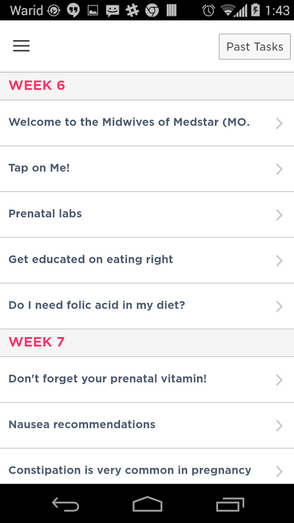 Warid 1:43
Past Tasks
WEEK 6
Welcome to the Midwives of Medstar (MO..
Tap on Me!
Prenatal labs
Get educated on eating right
Do I need folic acid in my diet?
WEEK 7
Don't forget your prenatal vitamin!
Nausea recommendations
Constipation is very common in pregnancy